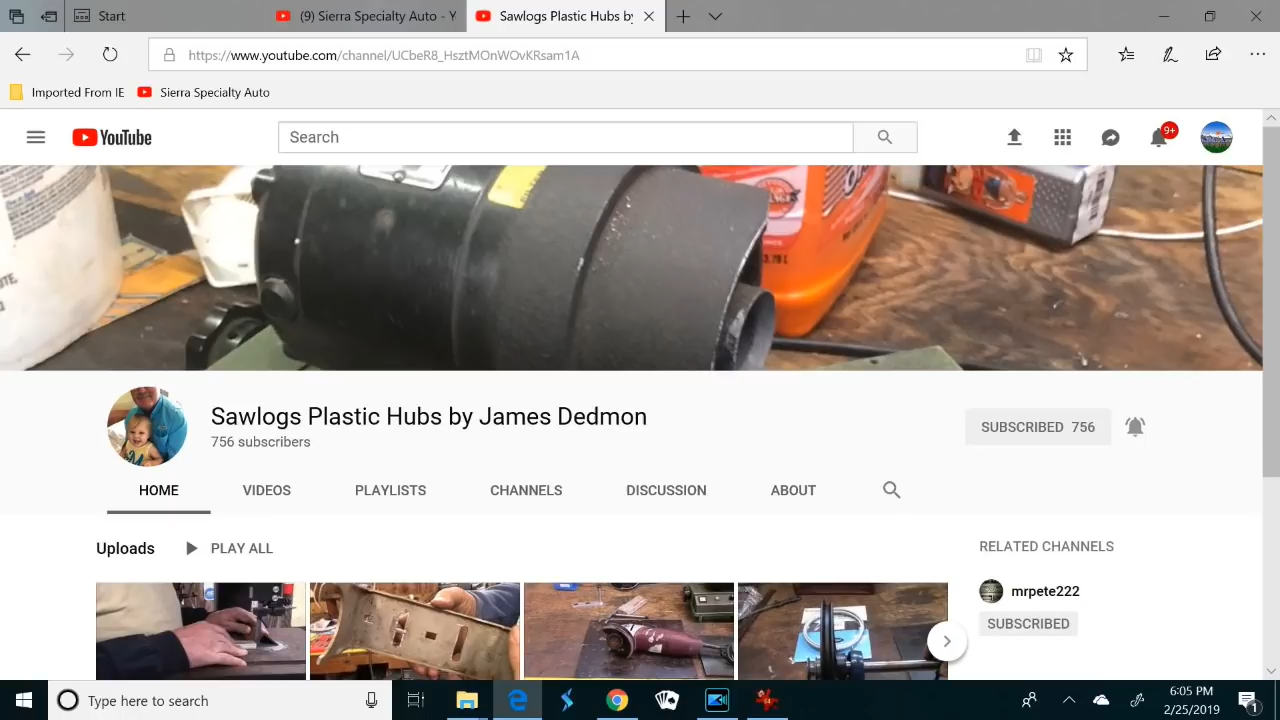 Start
(9) Sierra Specialty Auto - Y
Sawlogs Plastic Hubs by
https://www.youtube.com/channel/UCbeR8_HsztMOnWOvKRsam1A
Imported From IE
Sierra Specialty Auto
YouTube
Search
9+
3.78 L
Sawlogs Plastic Hubs by James Dedmon
756 subscribers
SUBSCRIBED 756
HOME
VIDEOS
PLAYLISTS
CHANNELS
DISCUSSION
ABOUT
Uploads
PLAY ALL
RELATED CHANNELS
mrpete222
SUBSCRIBED
Type here to search
6:05 PM
2/25/2019
1